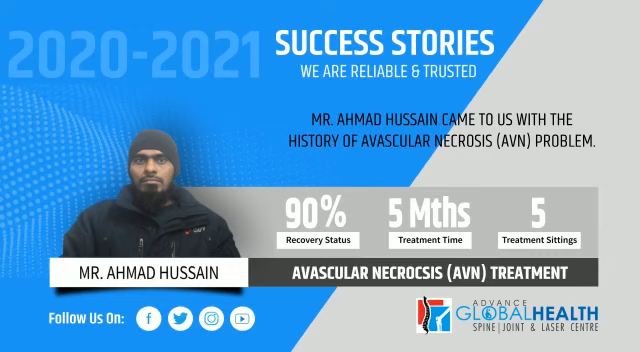 2020-2021
SUCCESS STORIES
WE ARE RELIABLE & TRUSTED
MR. AHMAD HUSSAIN CAME TO US WITH THE
HISTORY OF AVASCULAR NECROSIS (AVN) PROBLEM.
90%
Recovery Status
5 Mths
Treatment Time
5
Treatment Sittings
MR. AHMAD HUSSAIN
AVASCULAR NECROCSIS (AVN) TREATMENT
Follow Us On:
ADVANCE
GLOBALHEALTH
SPINE|JOINT & LASER CENTRE